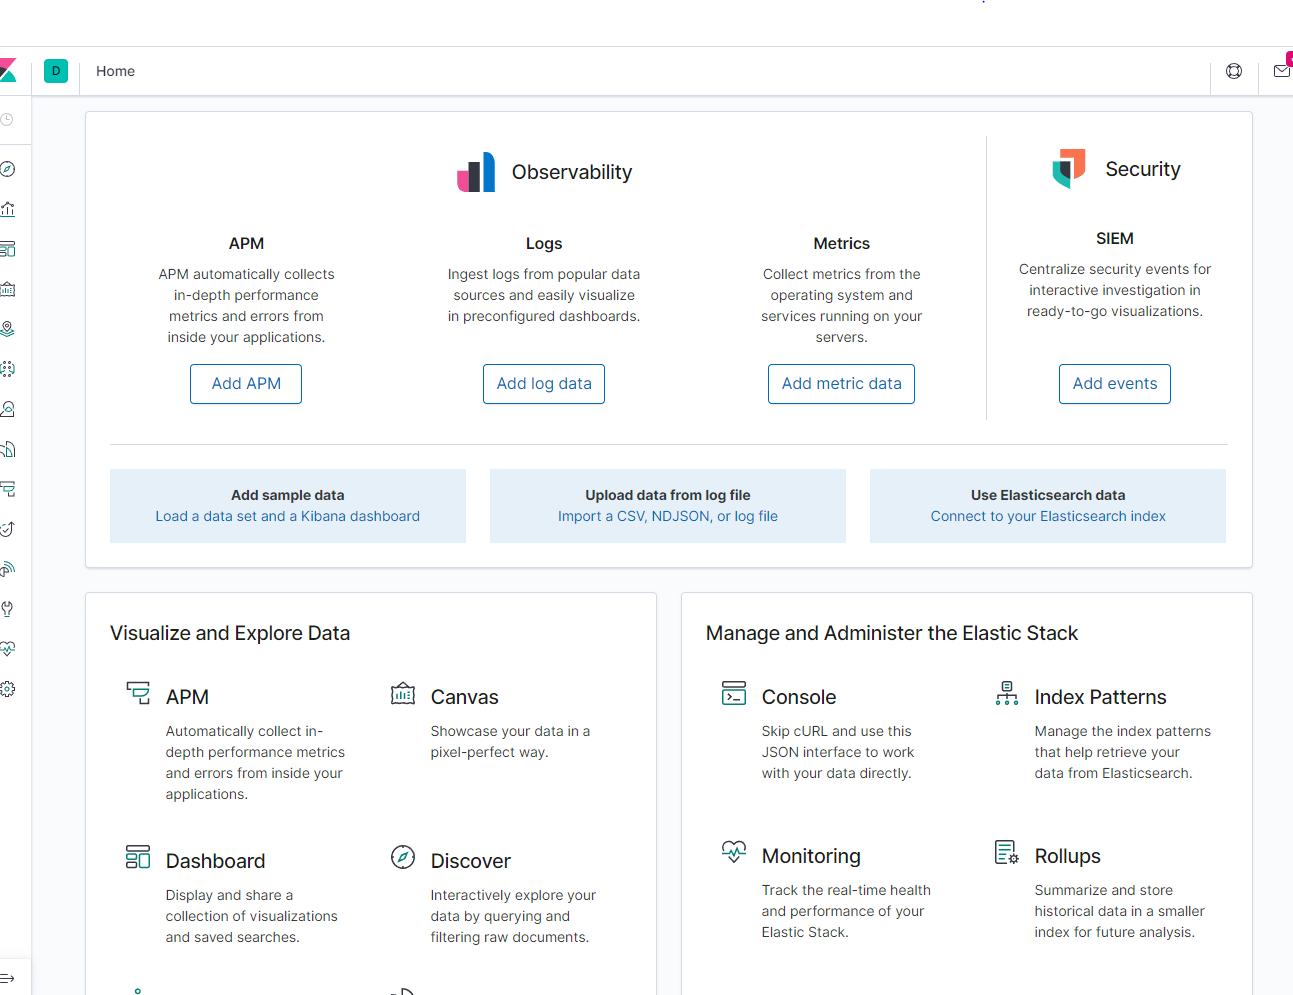 D
Home
Observability
Security
APM
APM automatically collects
in-depth performance
metrics and errors from
inside your applications.
Add APM
Logs
Ingest logs from popular data
sources and easily visualize
in preconfigured dashboards.
Add log data
Metrics
Collect metrics from the
operating system and
services running on your
servers.
Add metric data
SIEM
Centralize security events for
interactive investigation in
ready-to-go visualizations.
Add events
Add sample data
Load a data set and a Kibana dashboard
Upload data from log file
Import a CSV, NDJSON, or log file
Use Elasticsearch data
Connect to your Elasticsearch index
Visualize and Explore Data
APM
Automatically collect in-
depth performance metrics
and errors from inside your
applications.
Canvas
Showcase your data in a
pixel-perfect way.
Dashboard
Display and share a
collection of visualizations
and saved searches.
Discover
Interactively explore your
data by querying and
filtering raw documents.
Manage and Administer the Elastic Stack
Console
Skip cURL and use this
JSON interface to work
with your data directly.
Index Patterns
Manage the index patterns
that help retrieve your
data from Elasticsearch.
Monitoring
Track the real-time health
and performance of your
Elastic Stack.
Rollups
Summarize and store
historical data in a smaller
index for future analysis.